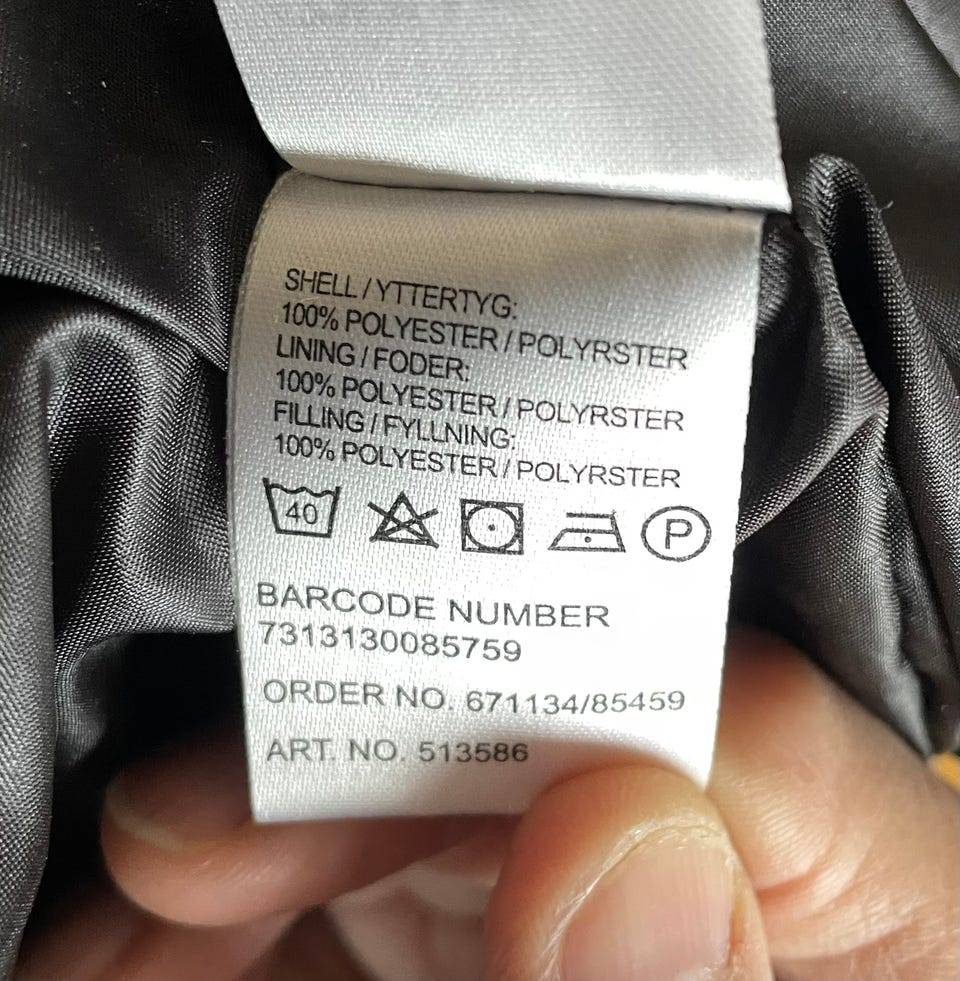 SHELL / YTTERTYG:
100% POLYESTER / POLYRSTER
LINING / FODER:
100% POLYESTER / POLYRSTER
FILLING / FYLLNING:
100% POLYESTER / POLYRSTER
40 P
BARCODE NUMBER
7313130085759
ORDER NO. 671134/85459
ART. NO. 513586